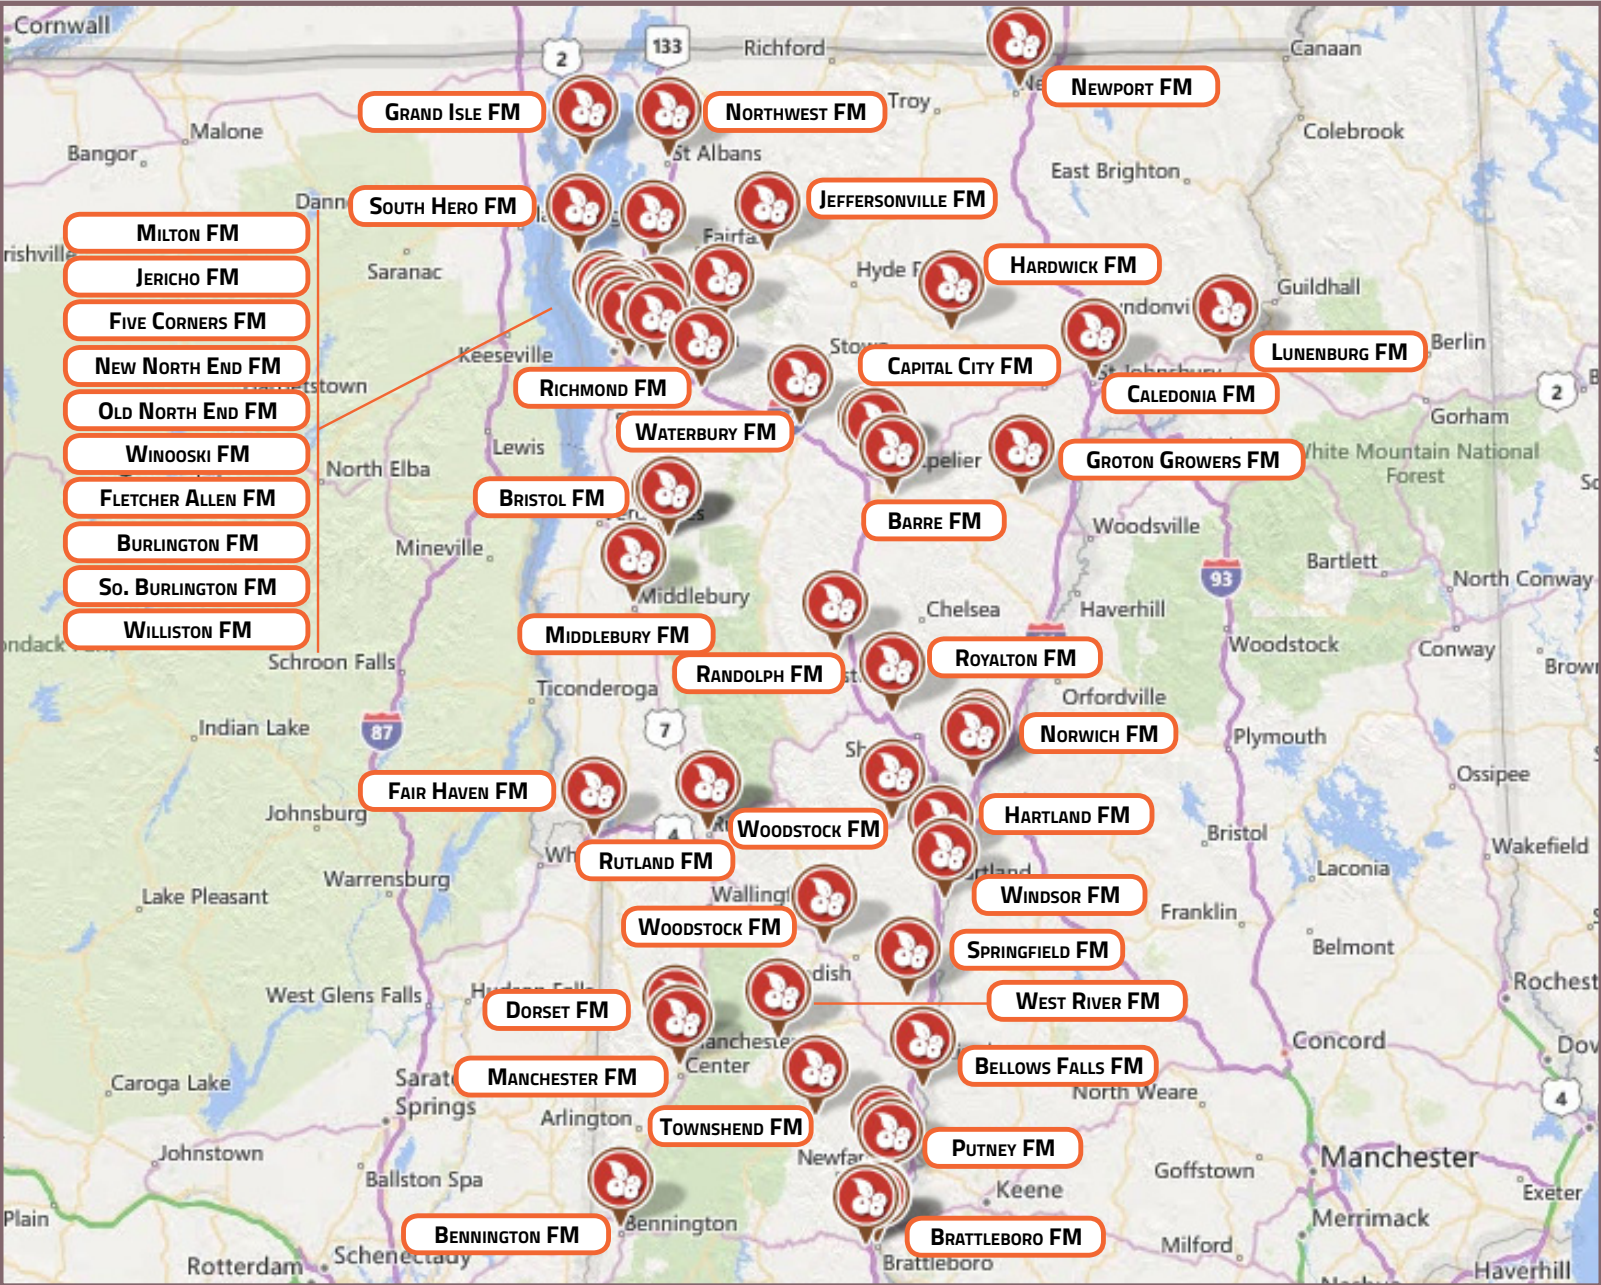 Cornwall
2
133
Richford
Canaan
Newport FM
Grand Isle FM
Northwest FM
Troy
Malone
Colebrook
Bangor
St Albans
East Brighton
South Hero FM
Jeffersonville FM
Milton FM
Jericho FM
Five Corners FM
New North End FM
Old North End FM
Winooski FM
Fletcher Allen FM
Burlington FM
So. Burlington FM
Williston FM
Saranac
Hardwick FM
Guildhall
Keeseville
Capital City FM
Lunenburg FM
Berlin
Richmond FM
Caledonia FM
2
Gorham
Waterbury FM
Lewis
North Elba
Groton Growers FM
White Mountain National
Forest
Bristol FM
Barre FM
Woodsville
Mineville
Bartlett
93
North Conway
Middlebury
Chelsea
Haverhill
Middlebury FM
Woodstock
Conway
Schroon Falls
Randolph FM
Royalton FM
Ticonderoga
Orfordville
Indian Lake
87
7
Norwich FM
Plymouth
Ossipee
Fair Haven FM
Johnsburg
4
Woodstock FM
Hartland FM
Bristol
Wakefield
Rutland FM
Laconia
Warrensburg
Lake Pleasant
Windsor FM
Franklin
Woodstock FM
Springfield FM
Belmont
West Glens Falls
Hudson Falls
Dorset FM
West River FM
Concord
Manchester
Center
Bellows Falls FM
Manchester FM
North Weare
4
Caroga Lake
Springs
Arlington
Townshend FM
Putney FM
Johnstown
Manchester
Goffstown
Ballston Spa
Keene
Exeter
Merrimack
Bennington
Bennington FM
Brattleboro FM
Milford
Rotterdam
Schenectady
Brattleboro
Haverhill